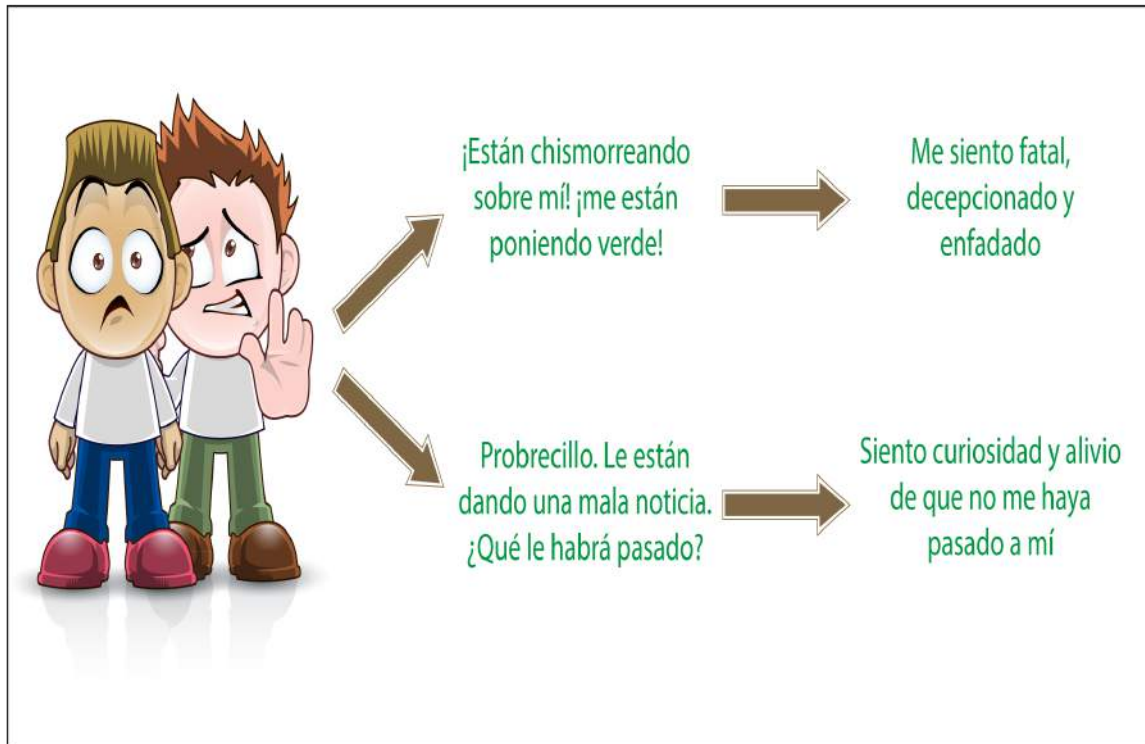 ¡Están chismorreando
sobre mí! ¡me están
poniendo verde!
Me siento fatal,
decepcionado y
enfadado
Probrecillo. Le están
dando una mala noticia.
¿Qué le habrá pasado?
Siento curiosidad y alivio
de que no me haya
pasado a mí